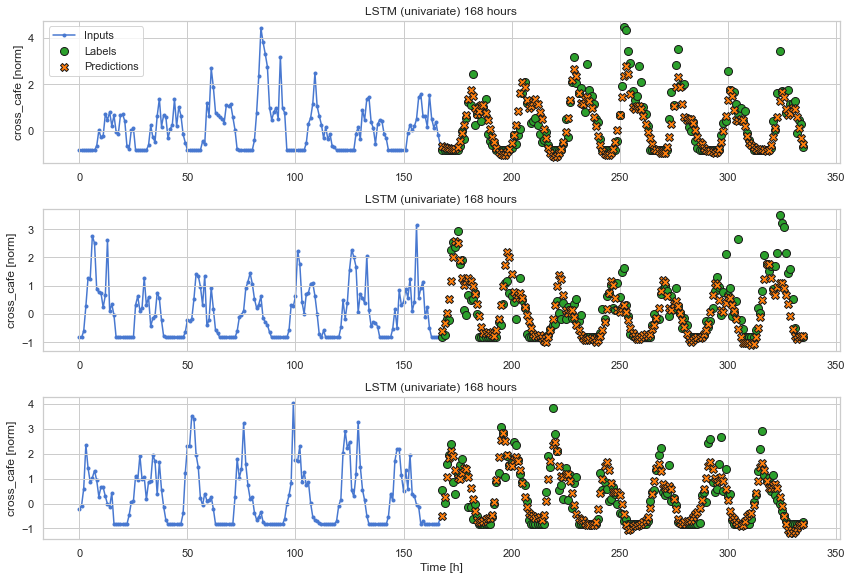 LSTM (univariate) 168 hours
Inputs
Labels
Predictions
cross_cafe [norm]
4
2
0
0 50 100 150 200 250 300 350
LSTM (univariate) 168 hours
cross_cafe [norm]
3
2
1
0
−1
0 50 100 150 200 250 300 350
LSTM (univariate) 168 hours
cross_cafe [norm]
4
3
2
1
0
−1
0 50 100 150 200 250 300 350
Time [h]